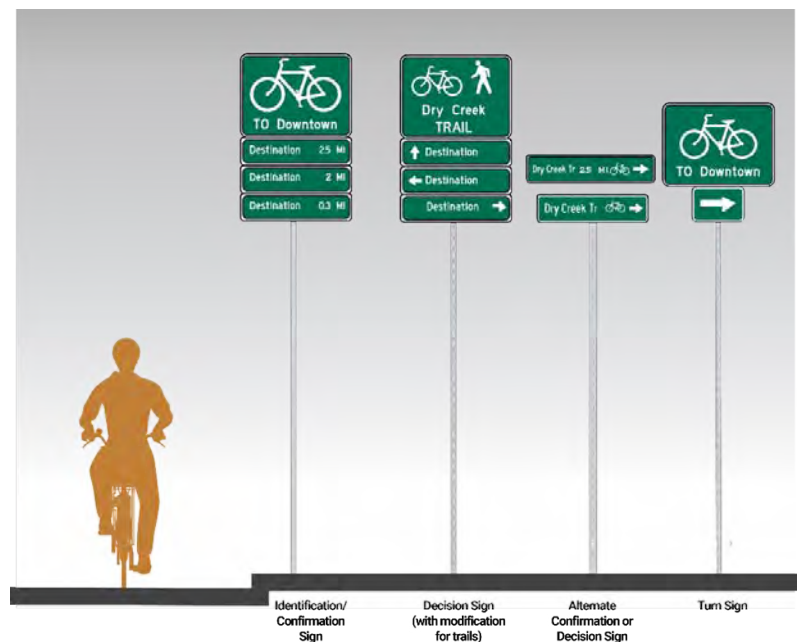 TO Downtown
Destination 25 MI
Destination 2 MI
Destination 0.3 MI
Dry Creek
TRAIL
Destination
Destination
Destination
Dry Creek Tr 2.5 MI
Dry Creek Tr
TO Downtown
Identification/
Confirmation
Sign
Decision Sign
(with modification
for trails)
Alternate
Confirmation or
Decision Sign
Turn Sign